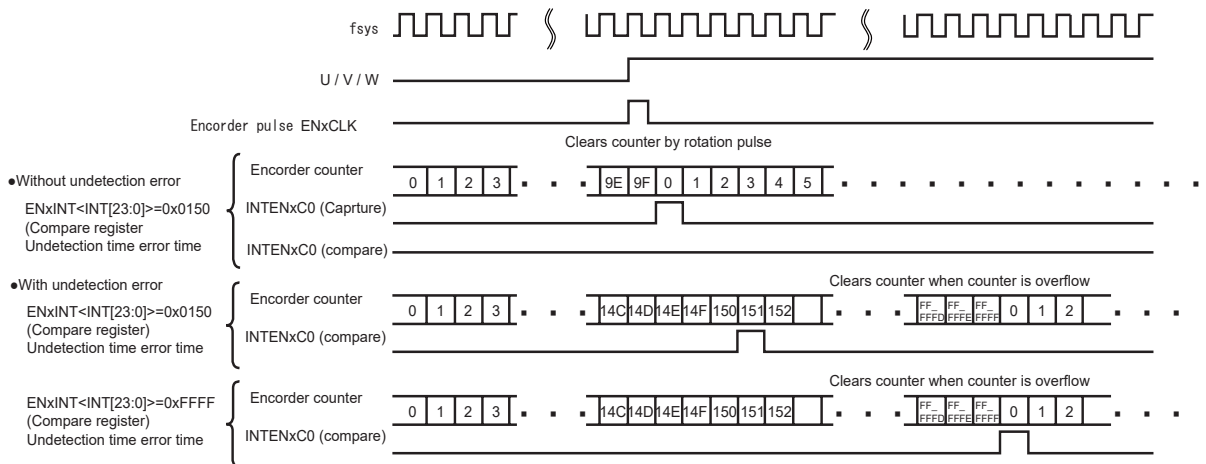 fsys
U / V / W
Encorder pulse ENxCLK
Clears counter by rotation pulse
●Without undetection error
ENxINT<INT[23:0]>=0x0150
(Compare register
Undetection time error time
Encorder counter
0 1 2 3 ▪ ▪ ▪ 9E 9F 0 1 2 3 4 5 ▪ ▪ ▪ ▪ ▪ ▪ ▪ ▪ ▪ ▪ ▪ ▪ ▪ ▪
INTENxC0 (Caprture)
INTENxC0 (compare)
●With undetection error
Clears counter when counter is overflow
ENxINT<INT[23:0]>=0x0150
(Compare register)
Undetection time error time
Encorder counter
0 1 2 3 ▪ ▪ ▪ 14C 14D 14E 14F 150 151 152 ▪ ▪ ▪ FF_FFFD FF_FFFE FF_FFFF 0 1 2 ▪ ▪ ▪
INTENxC0 (compare)
Clears counter when counter is overflow
ENxINT<INT[23:0]>=0xFFFF
(Compare register)
Undetection time error time
Encorder counter
0 1 2 3 ▪ ▪ ▪ 14C 14D 14E 14F 150 151 152 ▪ ▪ ▪ FF_FFFD FF_FFFE FF_FFFF 0 1 2 ▪ ▪ ▪
INTENxC0 (compare)